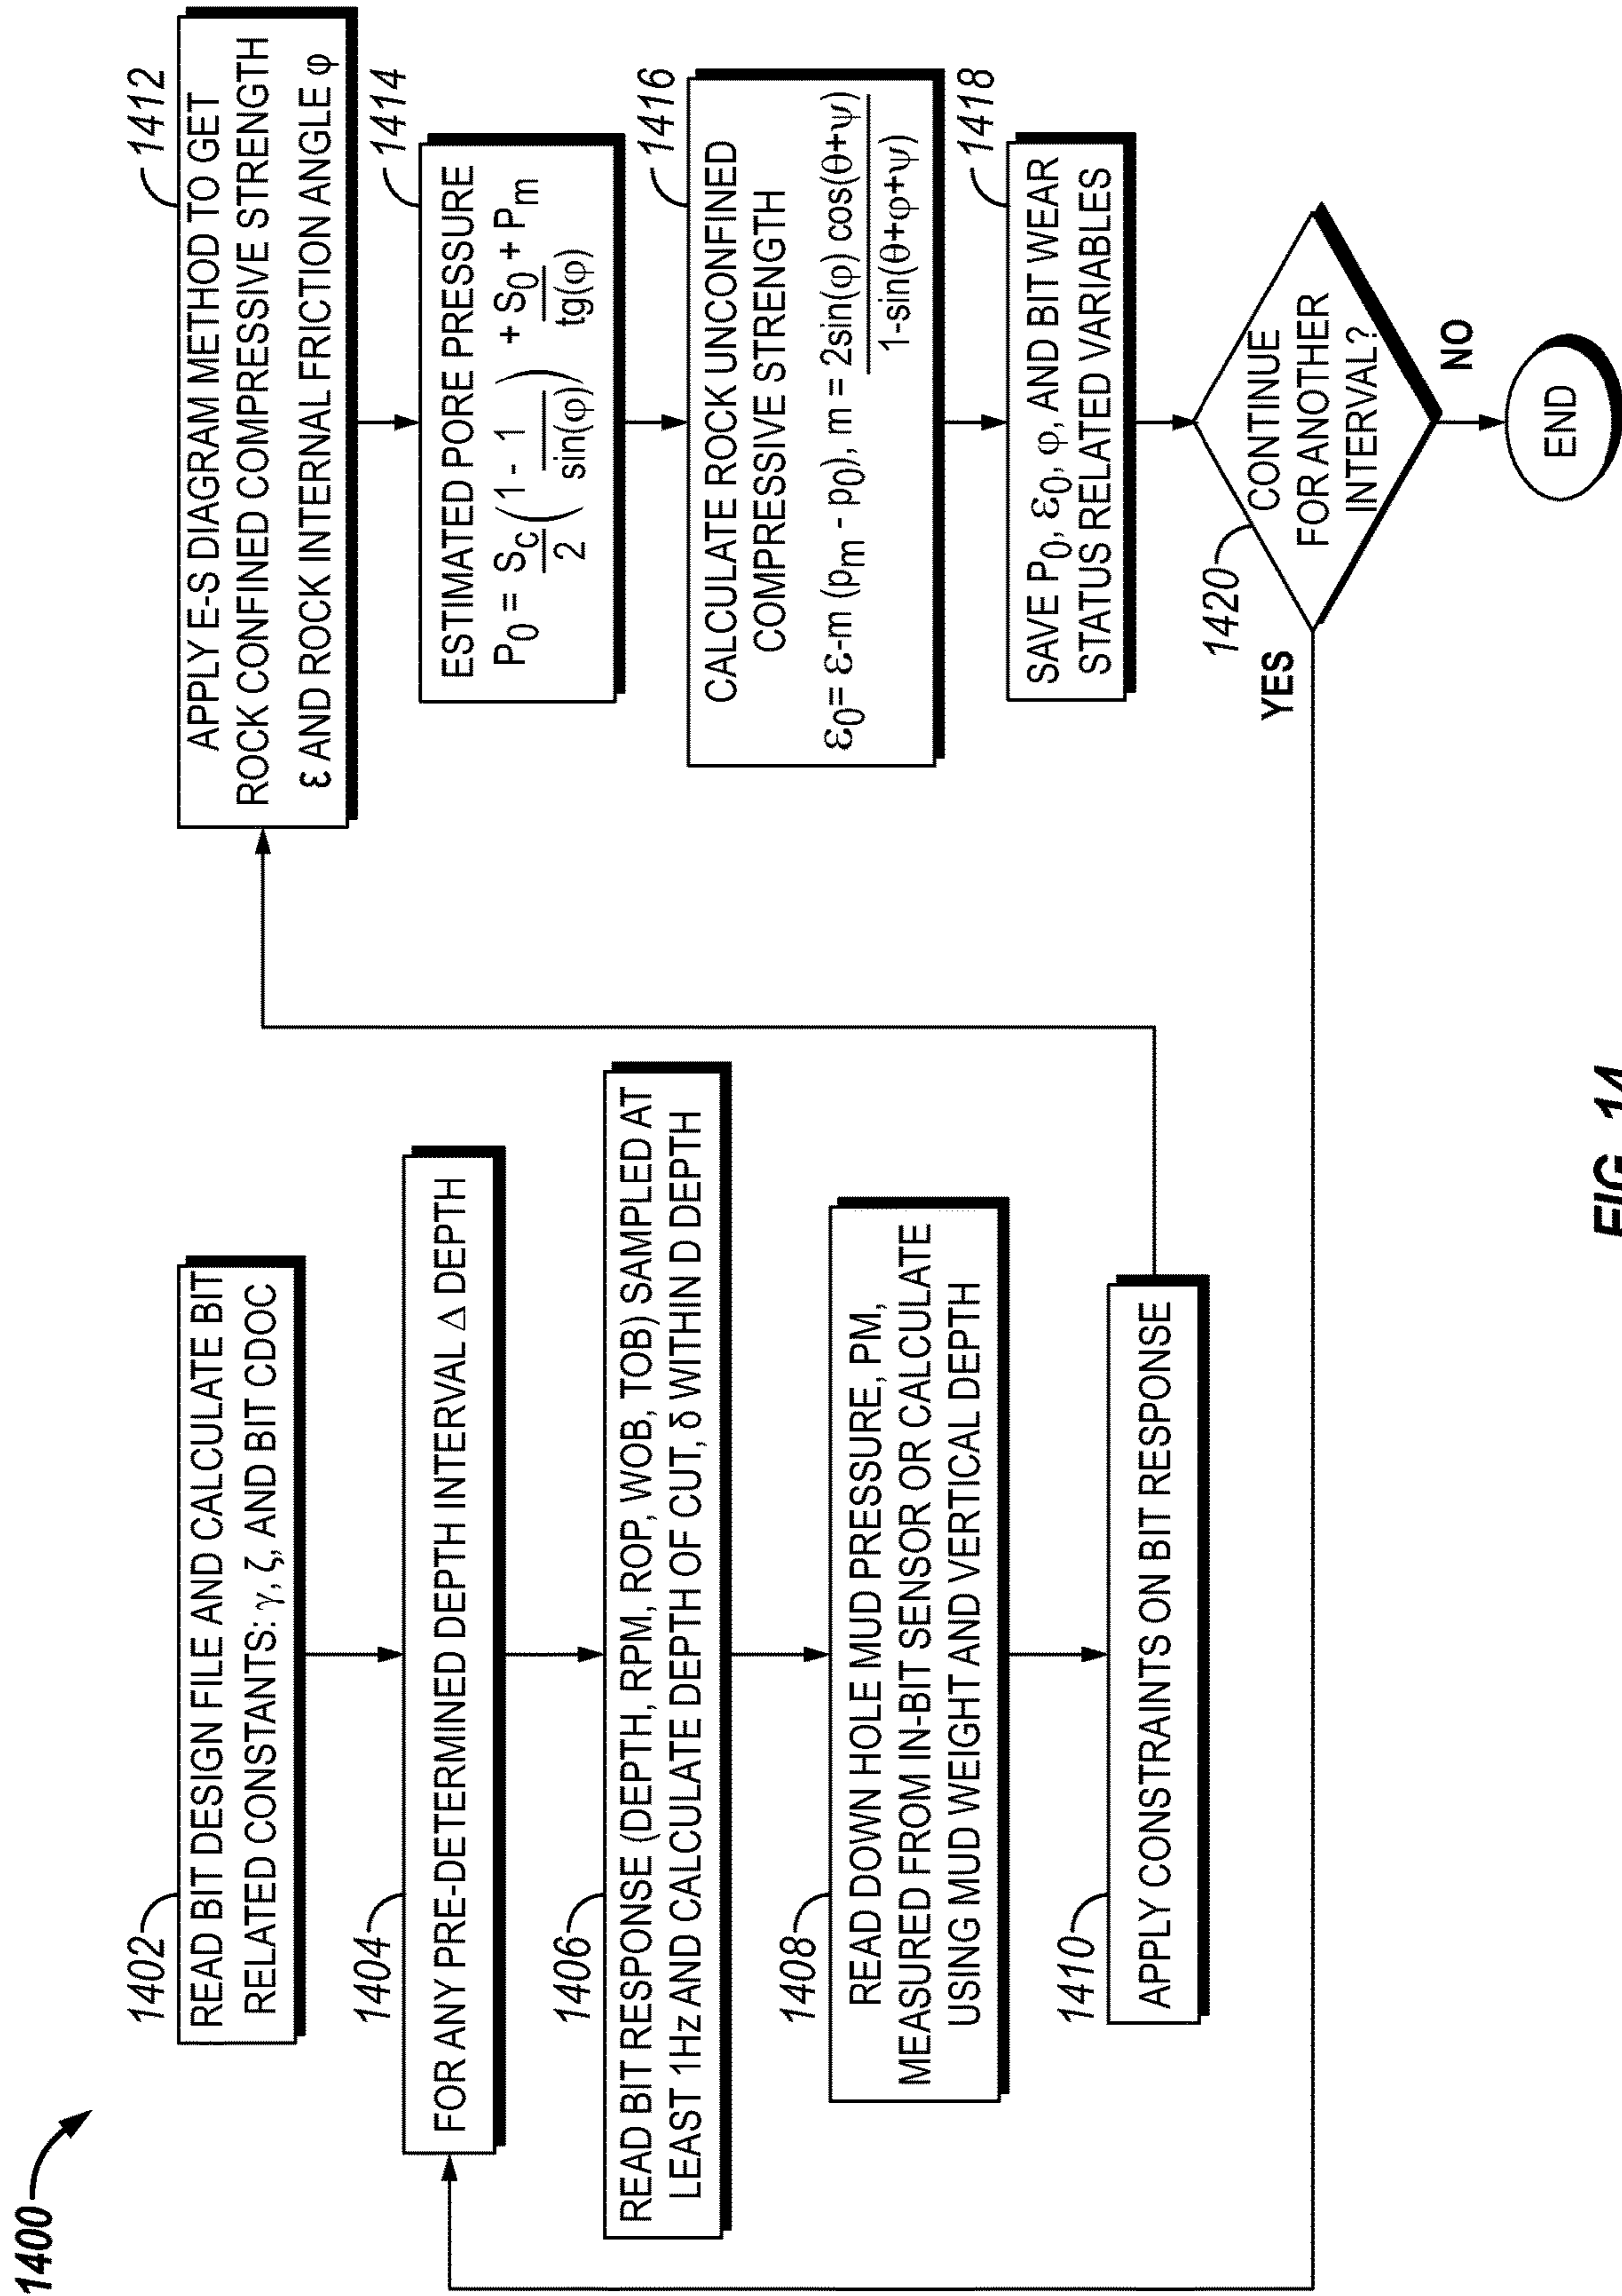 1400
1402
READ BIT DESIGN FILE AND CALCULATE BIT
RELATED CONSTANTS: γ, ζ, AND BIT CDOC
1404
FOR ANY PRE-DETERMINED DEPTH INTERVAL Δ DEPTH
1406
READ BIT RESPONSE (DEPTH, RPM, ROP, WOB, TOB) SAMPLED AT
LEAST 1Hz AND CALCULATE DEPTH OF CUT, δ WITHIN D DEPTH
1408
READ DOWN HOLE MUD PRESSURE, PM,
MEASURED FROM IN-BIT SENSOR OR CALCULATE
USING MUD WEIGHT AND VERTICAL DEPTH
1410
APPLY CONSTRAINTS ON BIT RESPONSE
1412
APPLY E-S DIAGRAM METHOD TO GET
ROCK CONFINED COMPRESSIVE STRENGTH
ε AND ROCK INTERNAL FRICTION ANGLE φ
1414
ESTIMATED PORE PRESSURE
P₀ = S_c/2 (1 - 1/sin(φ)) + S₀/tg(φ) + P_m
1416
CALCULATE ROCK UNCONFINED
COMPRESSIVE STRENGTH
ε₀= ε-m (p_m - p₀), m = 2sin(φ) cos(θ+ψ)/1-sin(θ+φ+ψ)
1418
SAVE P₀, ε₀, φ, AND BIT WEAR
STATUS RELATED VARIABLES
1420
CONTINUE
FOR ANOTHER
INTERVAL?
YES
NO
END
FIG. 14